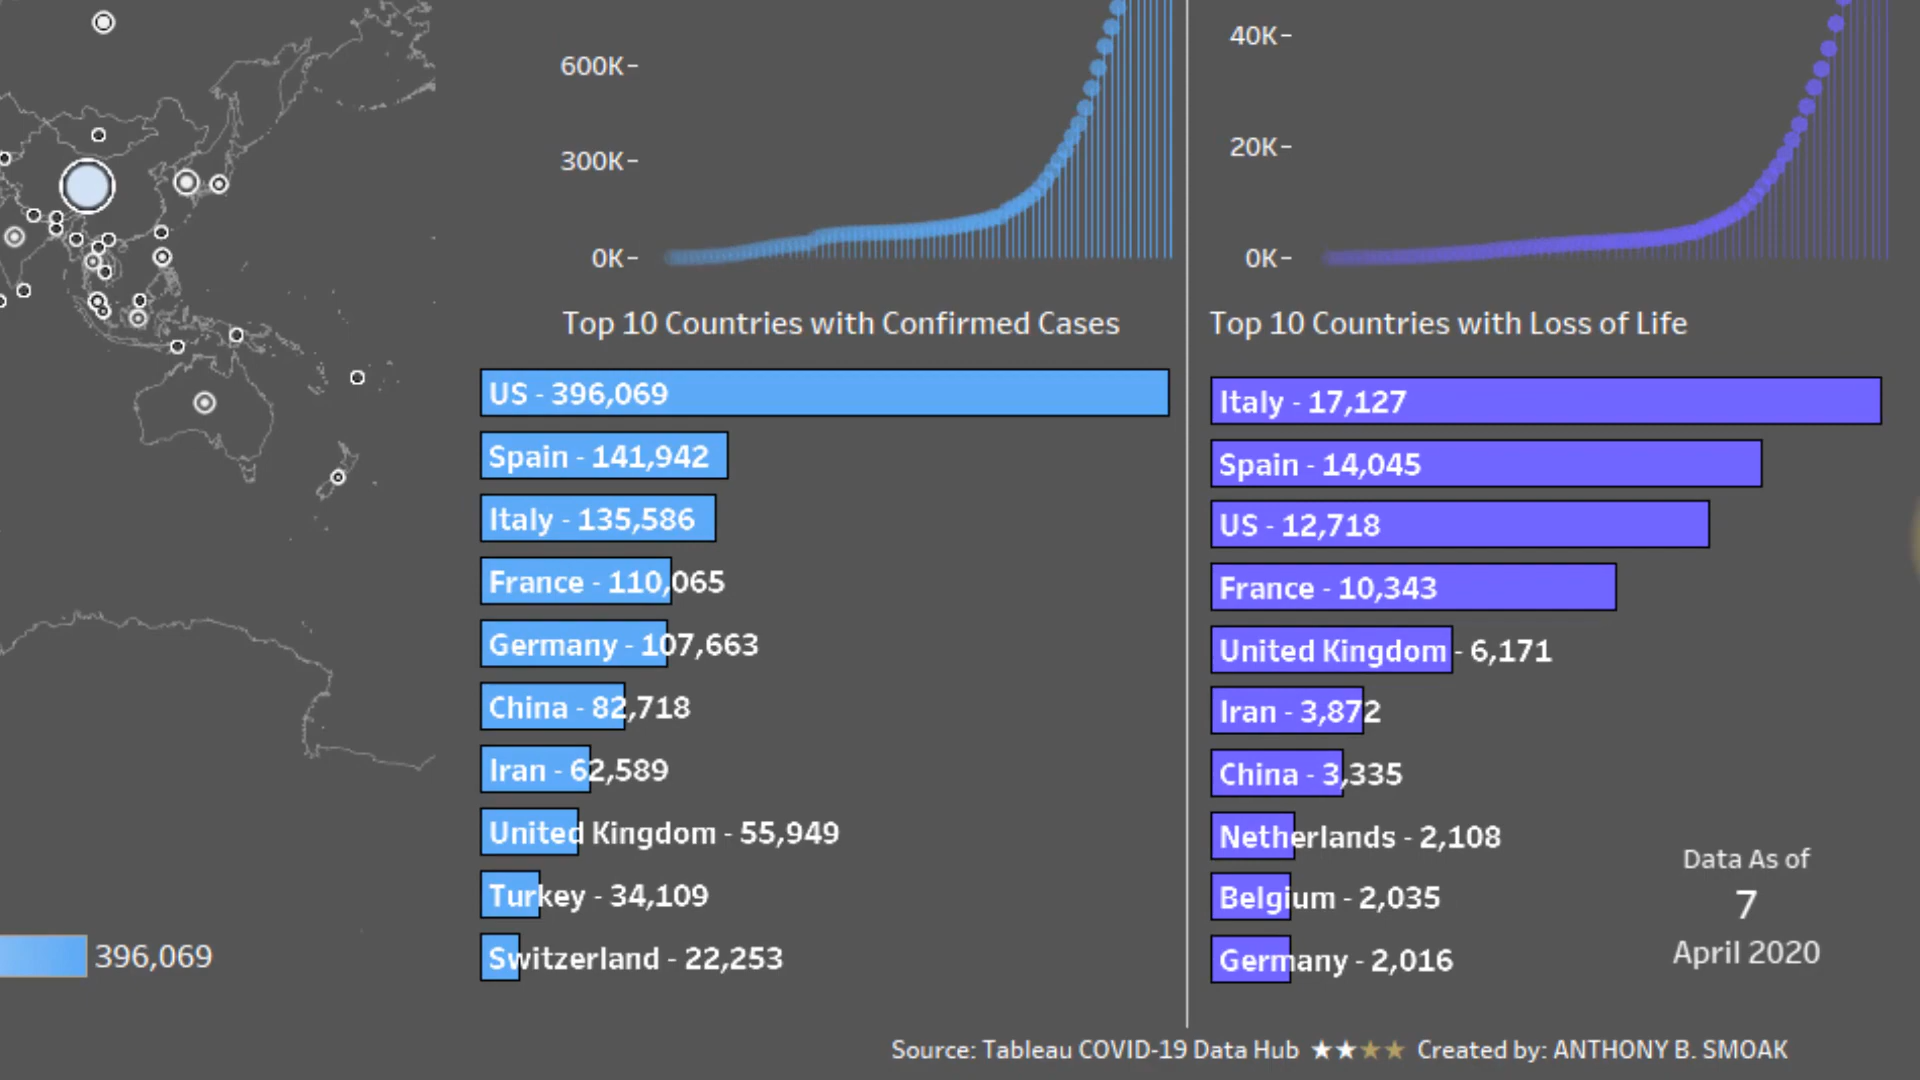 600K
300K
0K
40K
20K
0K
Top 10 Countries with Confirmed Cases
US - 396,069
Spain - 141,942
Italy - 135,586
France - 110,065
Germany - 107,663
China - 82,718
Iran - 62,589
United Kingdom - 55,949
Turkey - 34,109
Switzerland - 22,253
Top 10 Countries with Loss of Life
Italy - 17,127
Spain - 14,045
US - 12,718
France - 10,343
United Kingdom - 6,171
Iran - 3,872
China - 3,335
Netherlands - 2,108
Belgium - 2,035
Germany - 2,016
Data As of
7
April 2020
396,069
Source: Tableau COVID-19 Data Hub ★★★★ Created by: ANTHONY B. SMOAK